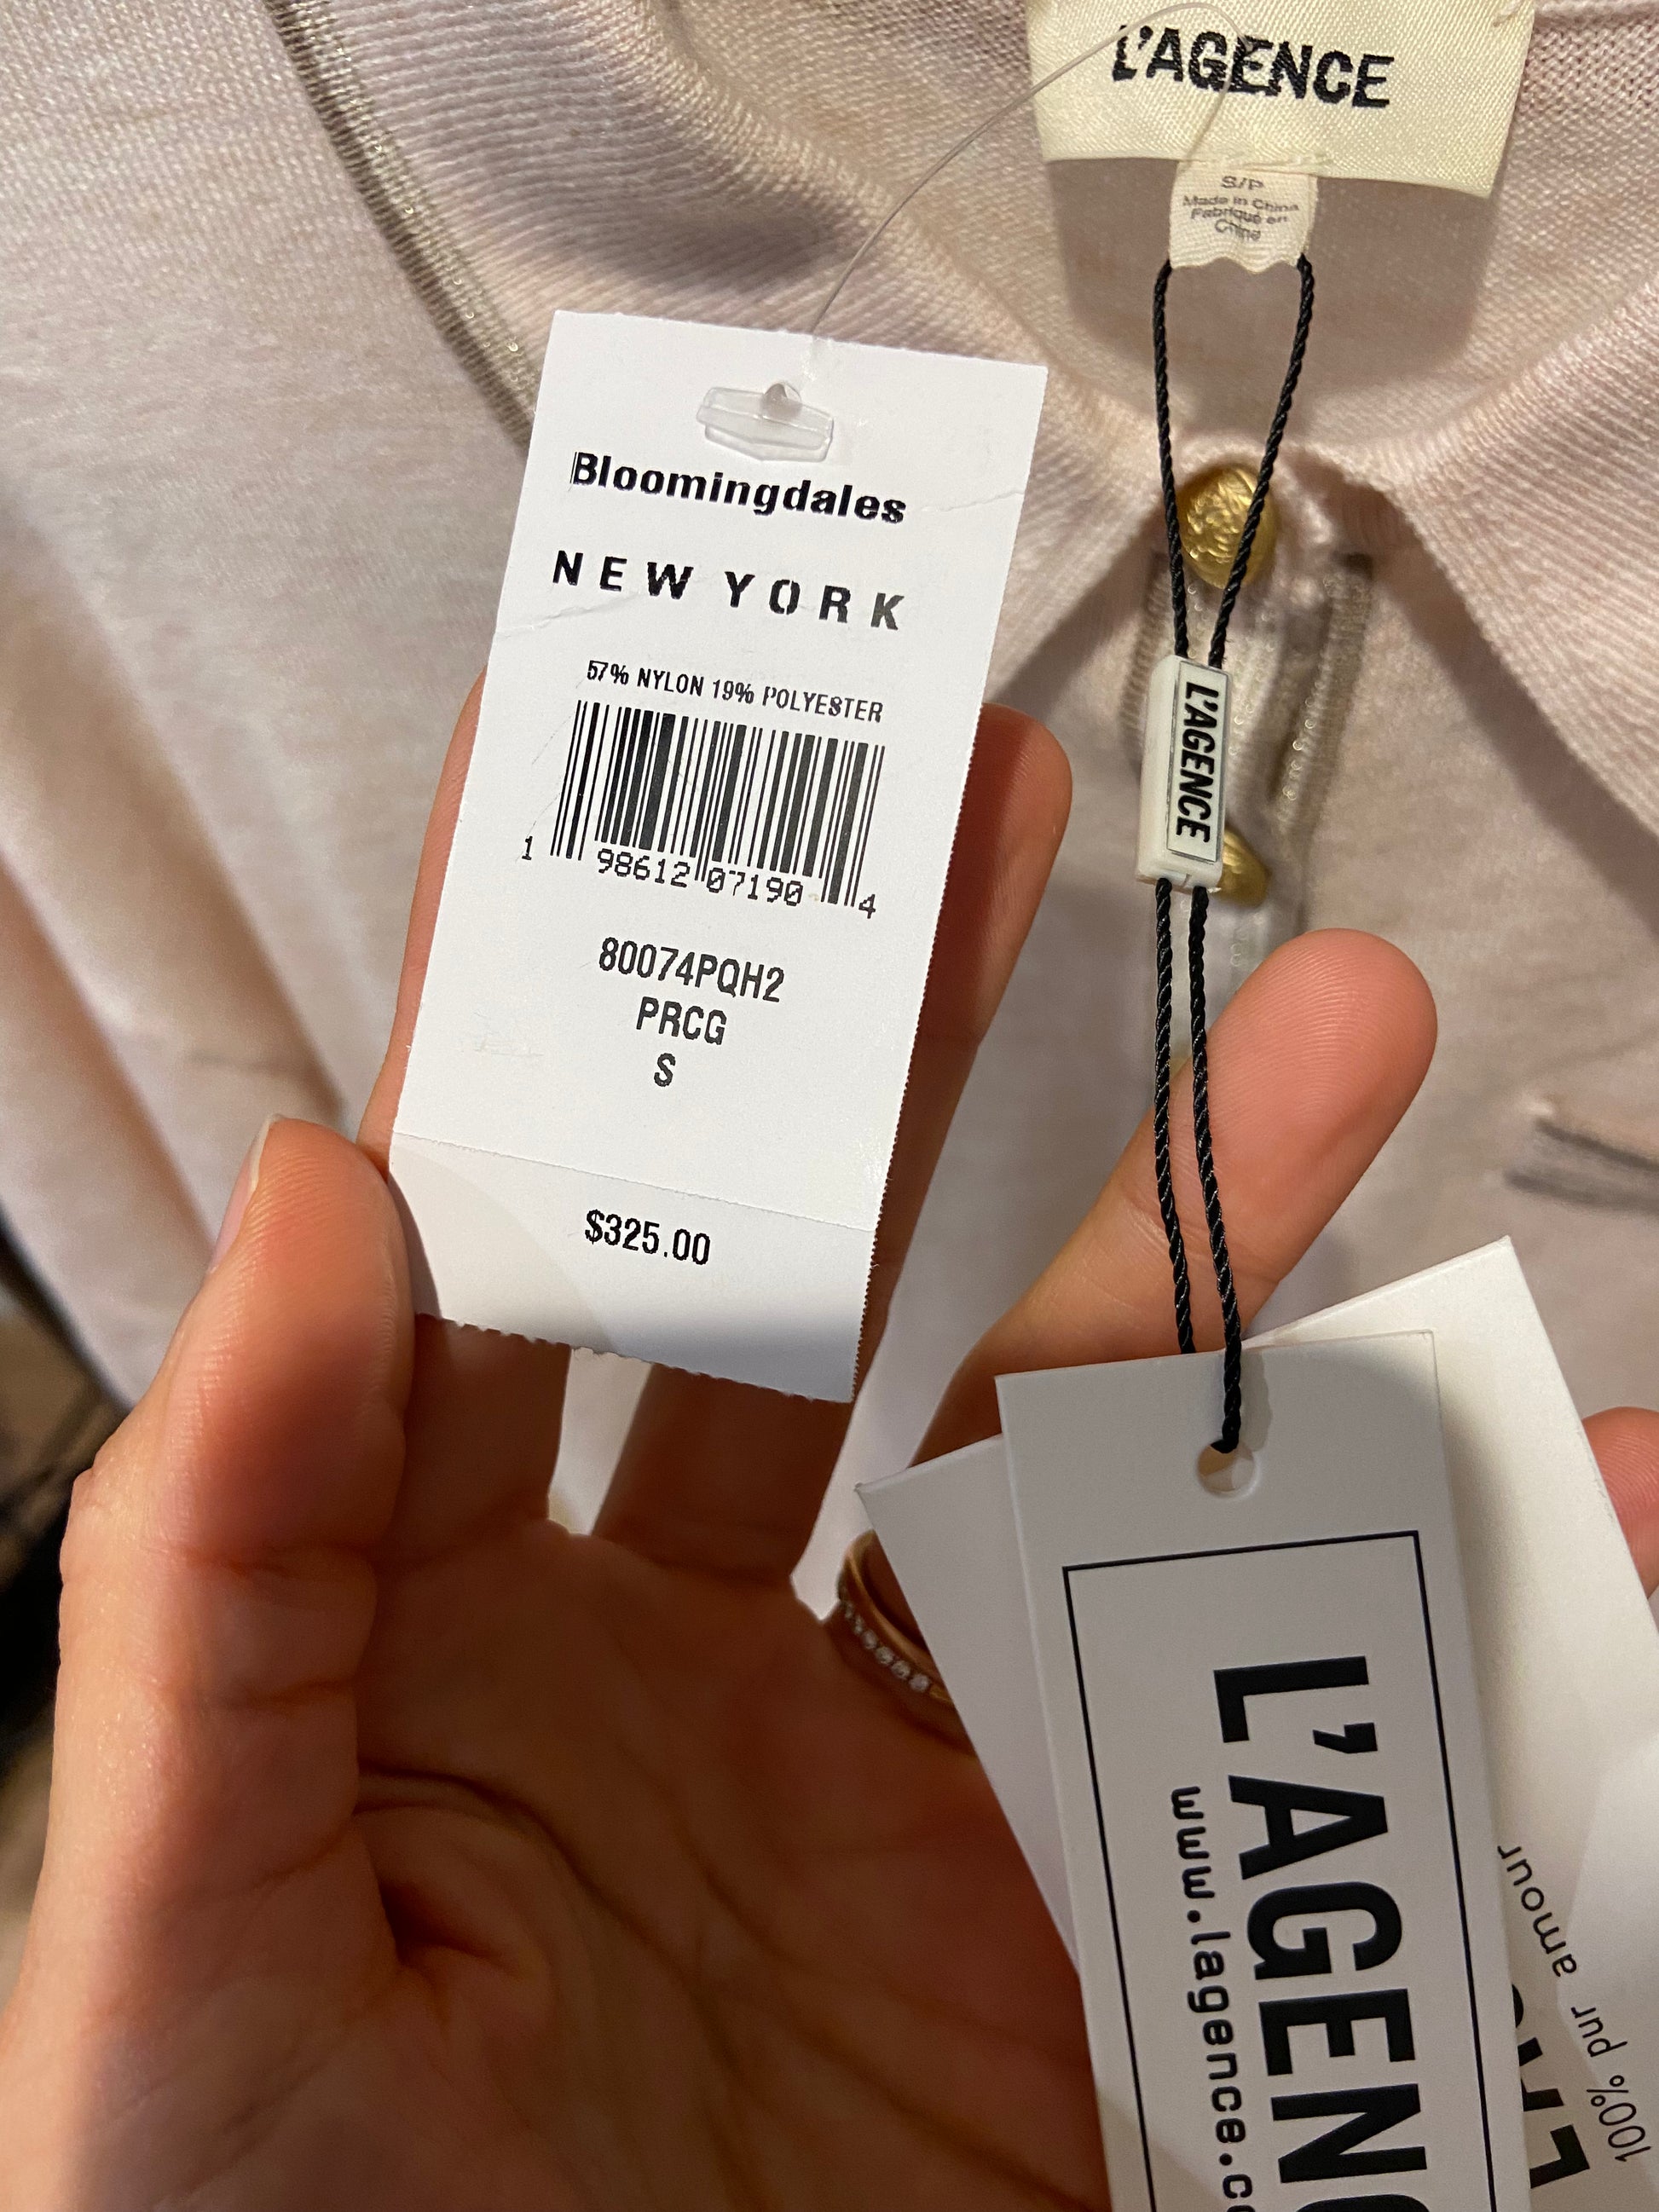 L'AGENCE
S/P
Made in China
Fabriqué en
Chine
Bloomingdales
NEW YORK
57% NYLON 19% POLYESTER
1 98612 07190 4
80074PQH2
PRCG
S
$325.00
L'AGENCE
L'AGENC
www.lagence.co
100% pur amour